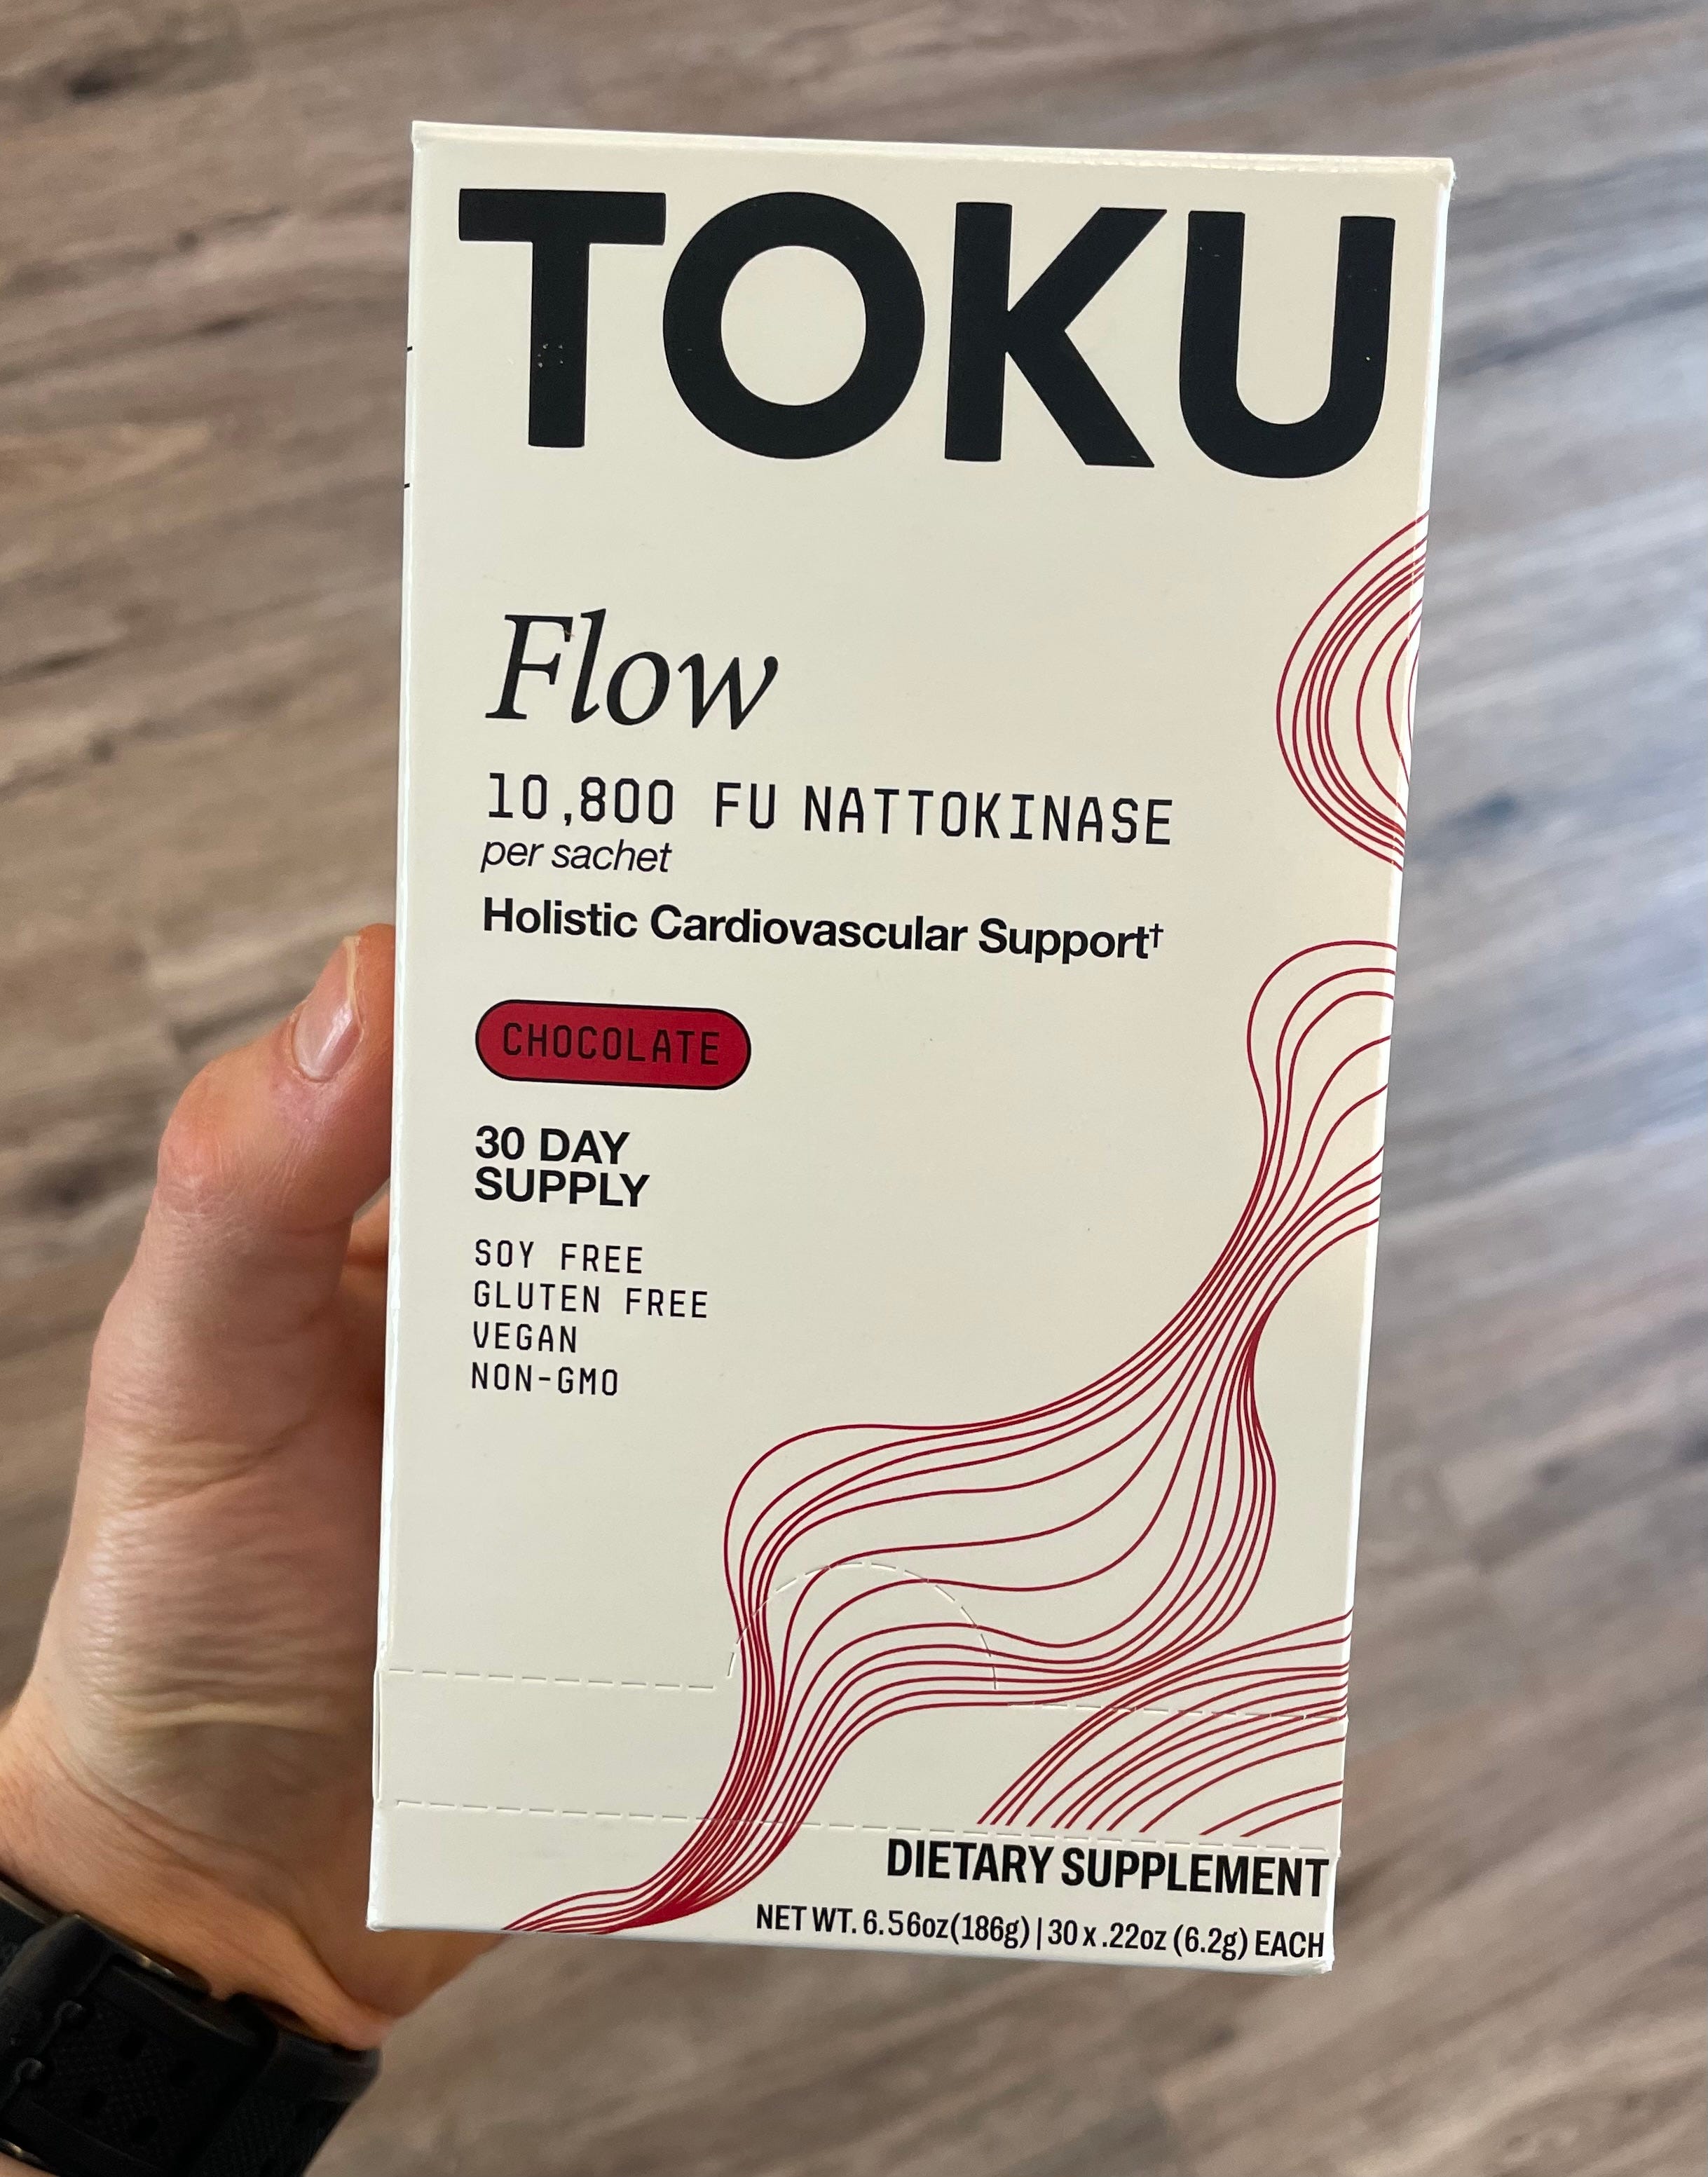 TOKU
Flow
10,800 FU NATTOKINASE
per sachet
Holistic Cardiovascular Support†
CHOCOLATE
30 DAY
SUPPLY
SOY FREE
GLUTEN FREE
VEGAN
NON-GMO
DIETARY SUPPLEMENT
NET WT. 6.56oz(186g) | 30 x .22oz (6.2g) EACH